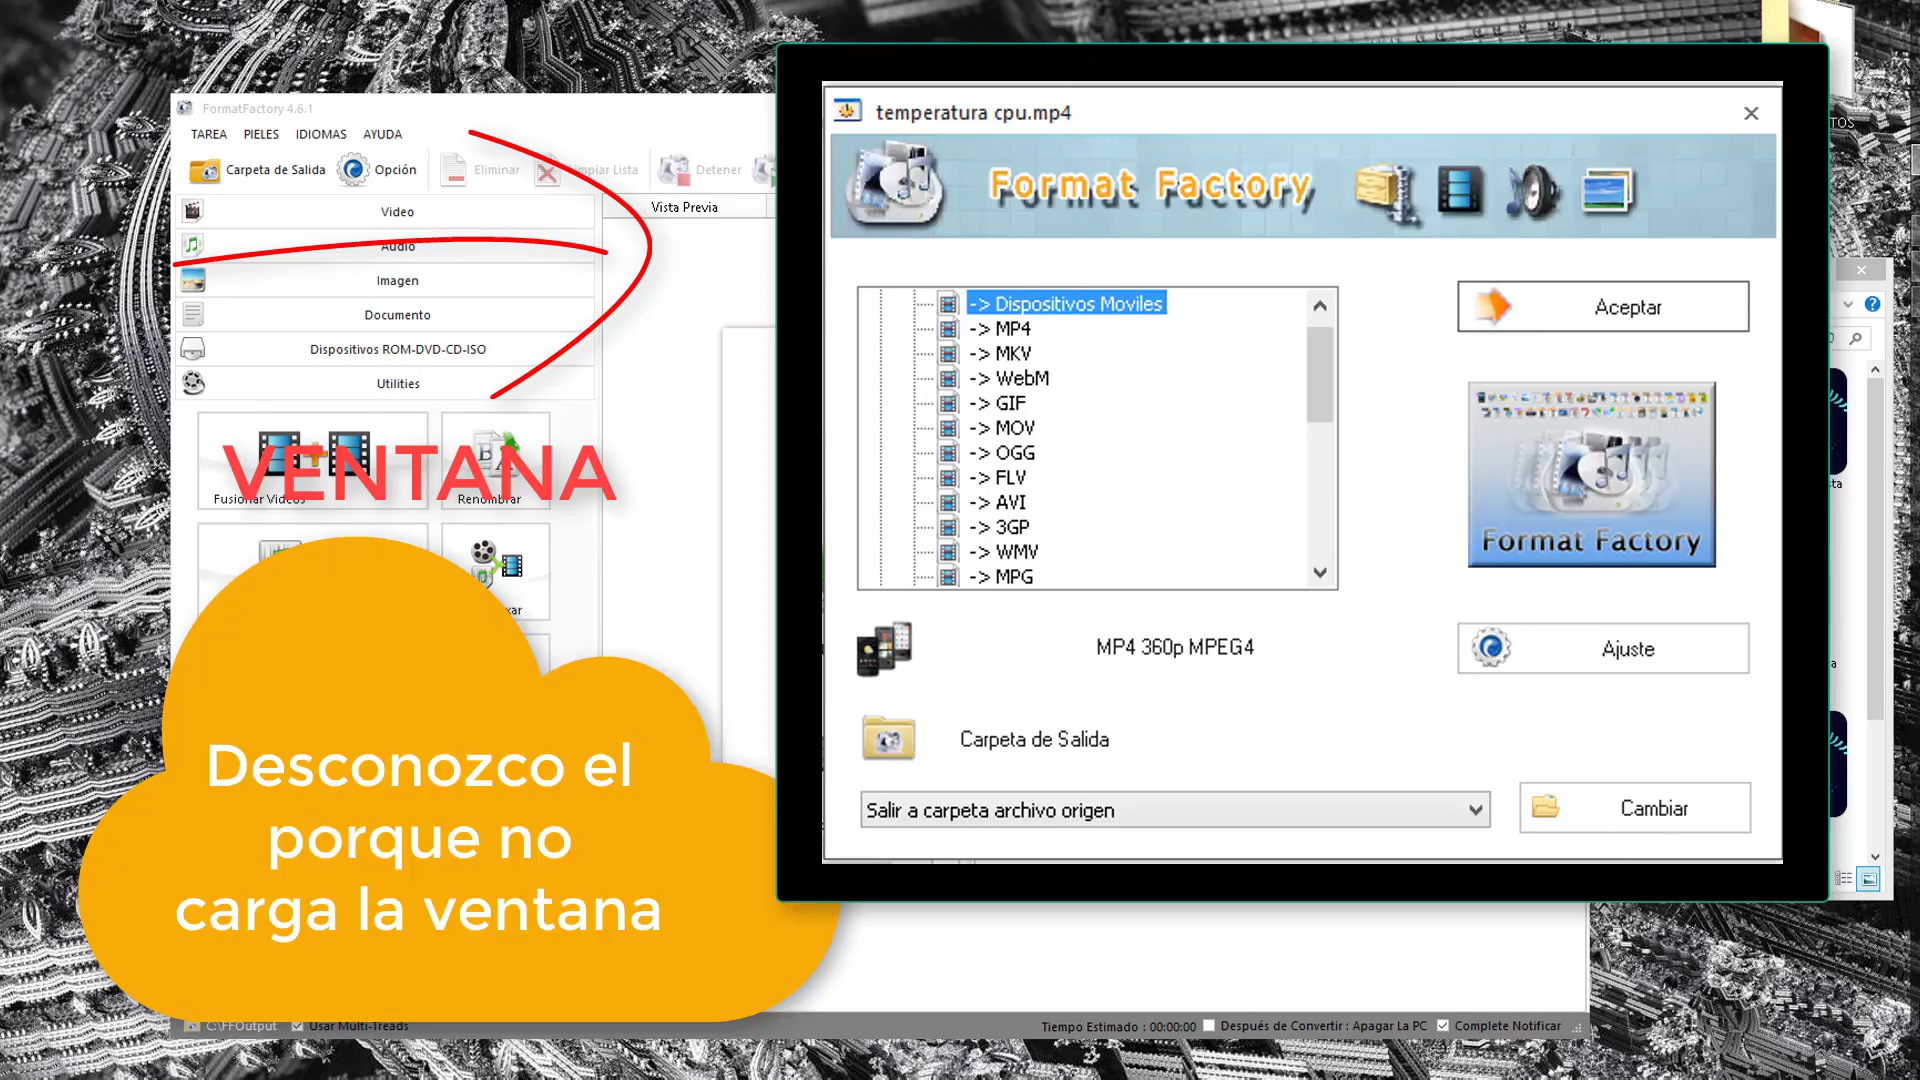 FormatFactory 4.6.1
TAREA PIELES IDIOMAS AYUDA
Carpeta de Salida Opción Eliminar Limpiar Lista Detener
Video
Vista Previa
Audio
Imagen
Documento
Dispositivos ROM-DVD-CD-ISO
Utilities
Fusionar Videos
Renombrar
VENTANA
Desconozco el
porque no
carga la ventana
temperatura cpu.mp4
Format Factory
-> Dispositivos Moviles
-> MP4
-> MKV
-> WebM
-> GIF
-> MOV
-> OGG
-> FLV
-> AVI
-> 3GP
-> WMV
-> MPG
Aceptar
Format Factory
MP4 360p MPEG4
Ajuste
Carpeta de Salida
Salir a carpeta archivo origen
Cambiar
C:\FFOutput Usar Multi-Treads
Tiempo Estimado : 00:00:00 Después de Convertir : Apagar La PC Complete Notificar